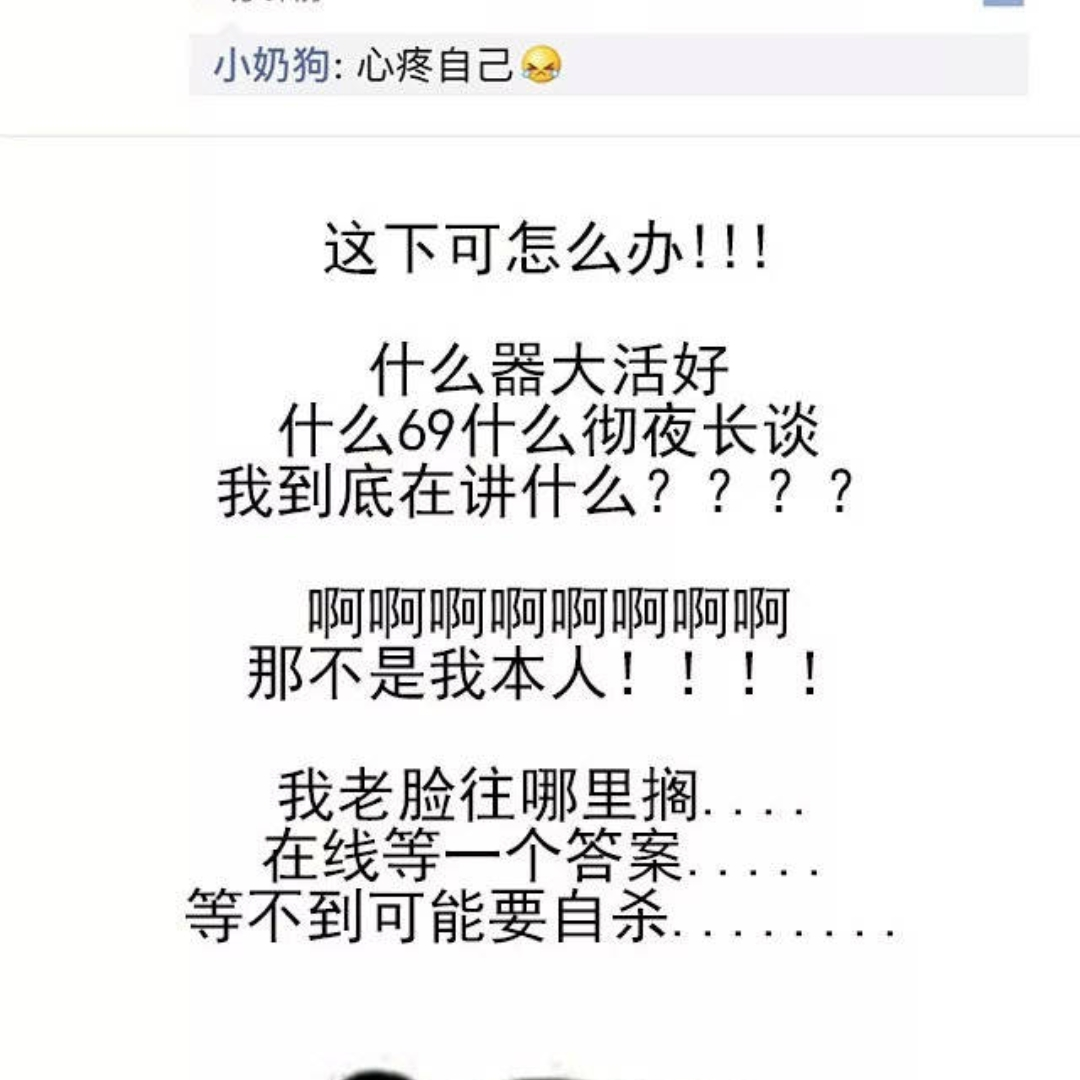 小奶狗: 心疼自己😹
这下可怎么办!!!
什么器大活好
什么69什么彻夜长谈
我到底在讲什么？？？？
啊啊啊啊啊啊啊啊
那不是我本人！！！！
我老脸往哪里搁....
在线等一个答案.....
等不到可能要自杀........